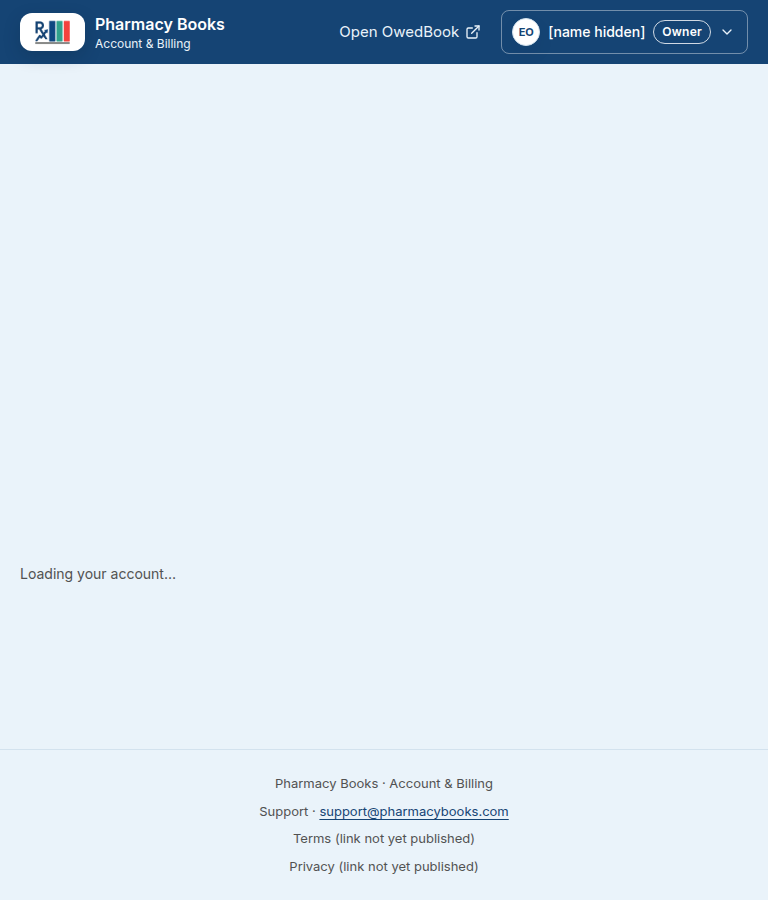 Rx
Pharmacy Books
Account & Billing
Open OwedBook
EO
[name hidden]
Owner
Loading your account...
Pharmacy Books · Account & Billing
Support · support@pharmacybooks.com
Terms (link not yet published)
Privacy (link not yet published)